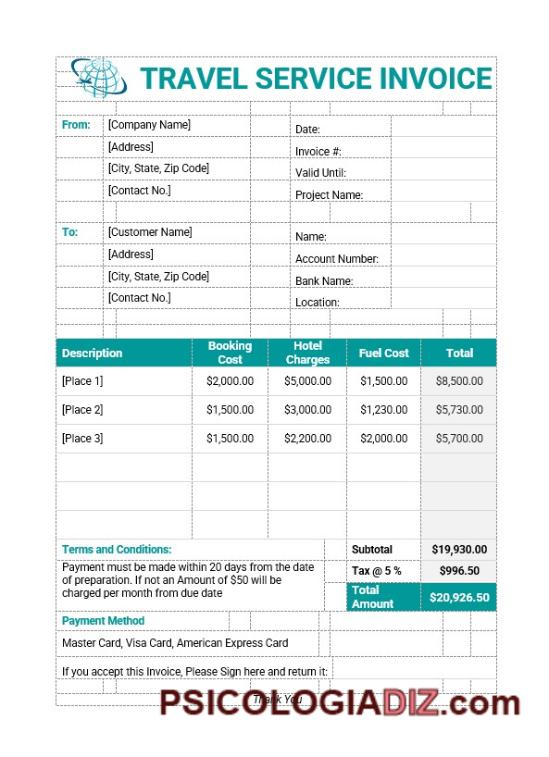 TRAVEL SERVICE INVOICE
From: [Company Name] Date:
[Address] Invoice #:
[City, State, Zip Code] Valid Until:
[Contact No.] Project Name:
To: [Customer Name] Name:
[Address] Account Number:
[City, State, Zip Code] Bank Name:
[Contact No.] Location:
Description Booking Cost Hotel Charges Fuel Cost Total
[Place 1] $2,000.00 $5,000.00 $1,500.00 $8,500.00
[Place 2] $1,500.00 $3,000.00 $1,230.00 $5,730.00
[Place 3] $1,500.00 $2,200.00 $2,000.00 $5,700.00
Terms and Conditions: Subtotal $19,930.00
Payment must be made within 20 days from the date
of preparation. If not an Amount of $50 will be
charged per month from due date
Tax @ 5 % $996.50
Total Amount $20,926.50
Payment Method
Master Card, Visa Card, American Express Card
If you accept this Invoice, Please Sign here and return it:
Thank You
PSICOLOGIADIZ.com